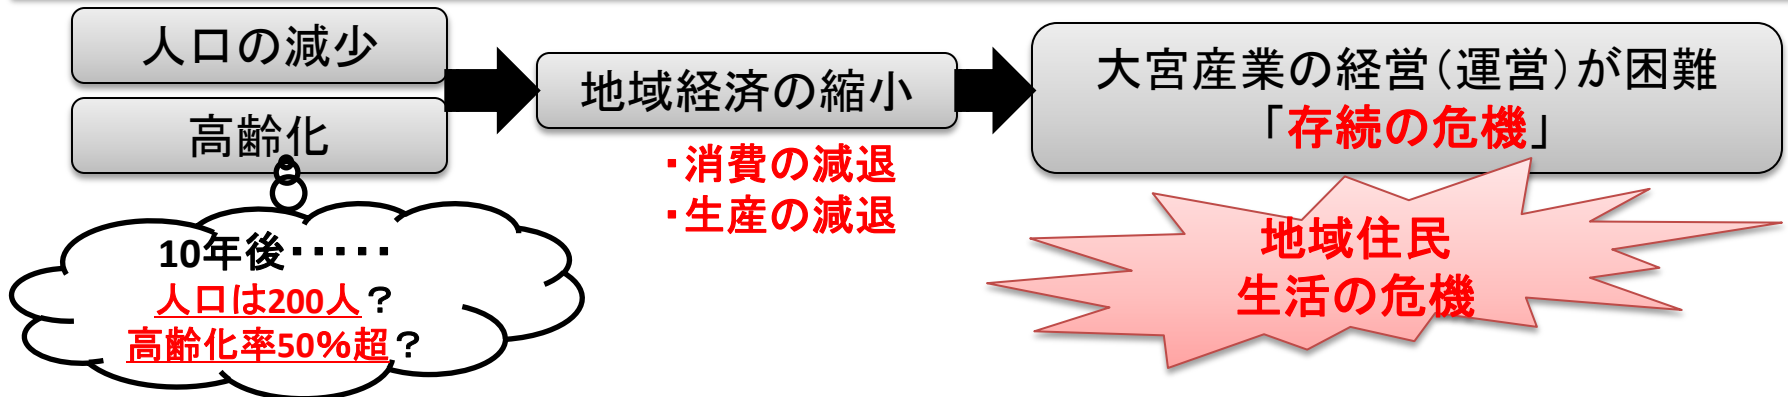 人口の減少
高齢化
地域経済の縮小
・消費の減退
・生産の減退
大宮産業の経営（運営）が困難
「存続の危機」
10年後・・・・・
人口は200人？
高齢化率50％超？
地域住民
生活の危機